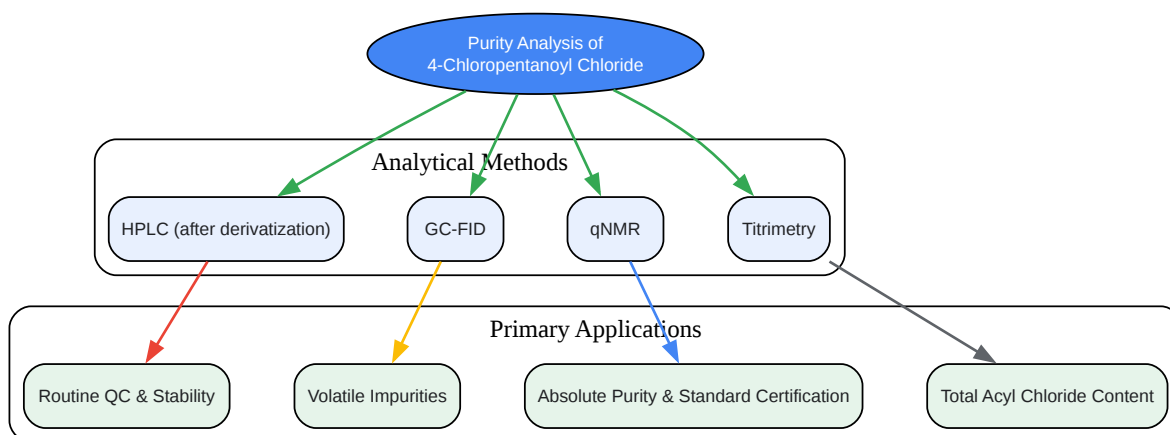 Purity Analysis of
4-Chloropentanoyl Chloride
Analytical Methods
HPLC (after derivatization)
GC-FID
qNMR
Titrimetry
Primary Applications
Routine QC & Stability
Volatile Impurities
Absolute Purity & Standard Certification
Total Acyl Chloride Content